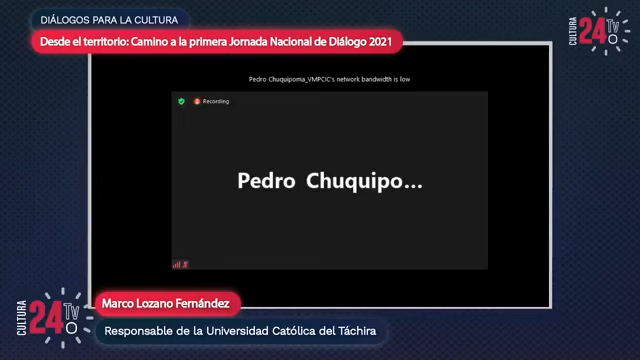 DIÁLOGOS PARA LA CULTURA
Desde el territorio: Camino a la primera Jornada Nacional de Diálogo 2021
CULTURA 24 Tv O
Pedro Chuquipoma_VMPCIC's network bandwidth is low
Recording
Pedro Chuquipo...
Marco Lozano Fernández
Responsable de la Universidad Católica del Táchira
CULTURA 24 Tv O